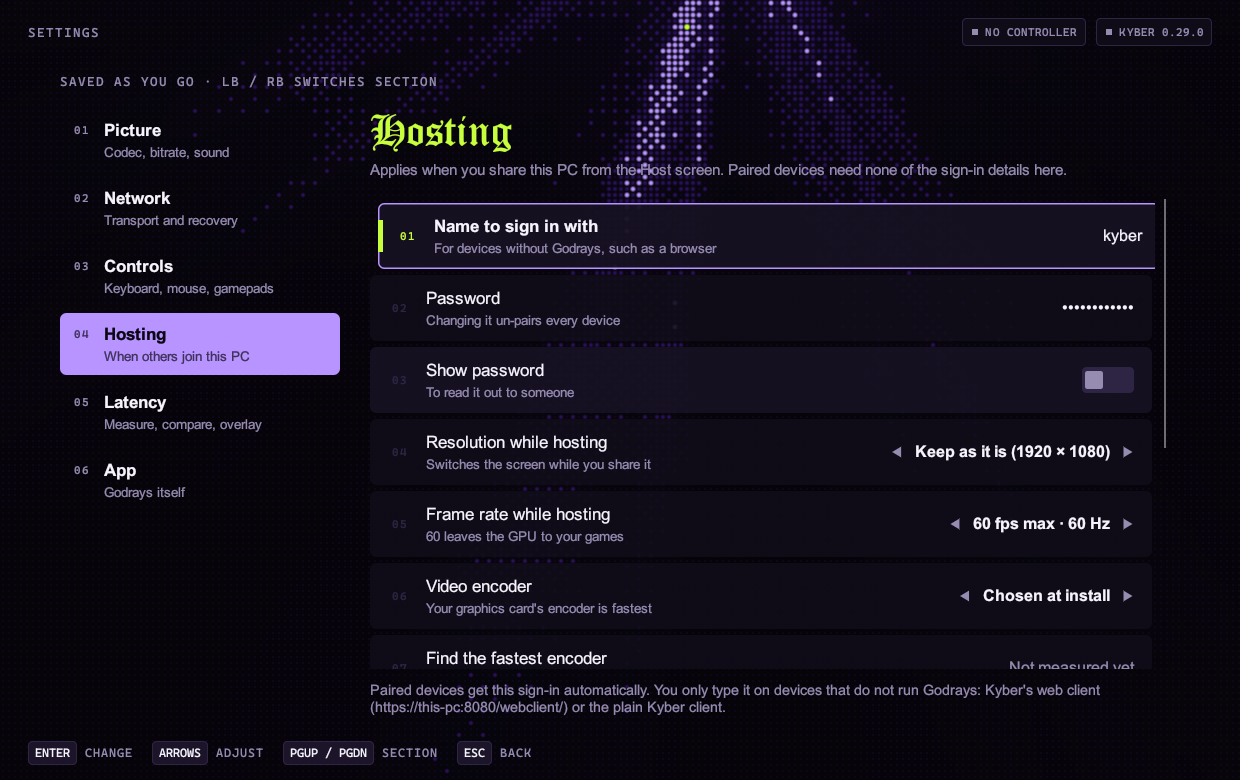 SETTINGS
NO CONTROLLER
KYBER 0.29.0
SAVED AS YOU GO · LB / RB SWITCHES SECTION
01 Picture
Codec, bitrate, sound
02 Network
Transport and recovery
03 Controls
Keyboard, mouse, gamepads
04 Hosting
When others join this PC
05 Latency
Measure, compare, overlay
06 App
Godrays itself
Hosting
Applies when you share this PC from the Host screen. Paired devices need none of the sign-in details here.
01 Name to sign in with
For devices without Godrays, such as a browser
kyber
02 Password
Changing it un-pairs every device
••••••••••••
03 Show password
To read it out to someone
04 Resolution while hosting
Switches the screen while you share it
◀ Keep as it is (1920 × 1080) ▶
05 Frame rate while hosting
60 leaves the GPU to your games
◀ 60 fps max · 60 Hz ▶
06 Video encoder
Your graphics card's encoder is fastest
◀ Chosen at install ▶
07 Find the fastest encoder
Not measured yet
Paired devices get this sign-in automatically. You only type it on devices that do not run Godrays: Kyber's web client
(https://this-pc:8080/webclient/) or the plain Kyber client.
ENTER CHANGE ARROWS ADJUST PGUP / PGDN SECTION ESC BACK